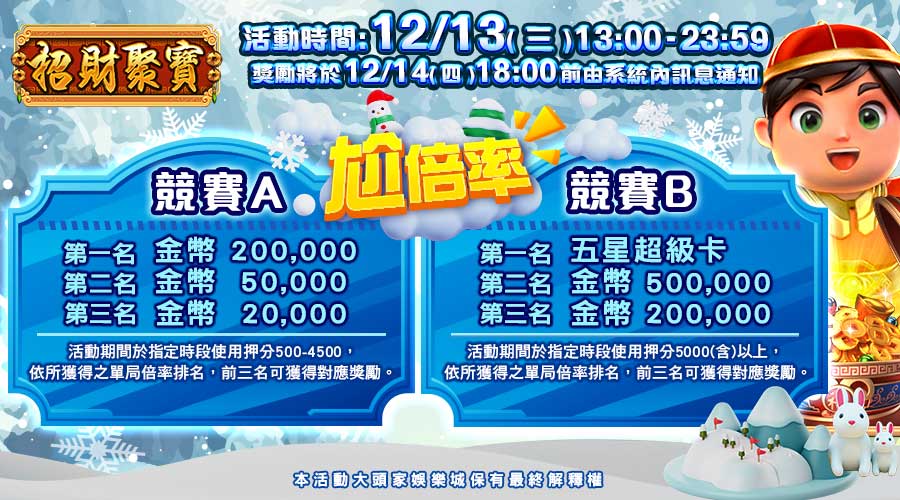 招財聚寶
活動時間:12/13(三)13:00-23:59
獎勵將於12/14(四)18:00前由系統內訊息通知
尬倍率
競賽A
第一名 金幣 200,000
第二名 金幣 50,000
第三名 金幣 20,000
活動期間於指定時段使用押分500-4500，
依所獲得之單局倍率排名，前三名可獲得對應獎勵。
競賽B
第一名 五星超級卡
第二名 金幣 500,000
第三名 金幣 200,000
活動期間於指定時段使用押分5000(含)以上，
依所獲得之單局倍率排名，前三名可獲得對應獎勵。
本活動大頭家娛樂城保有最終解釋權